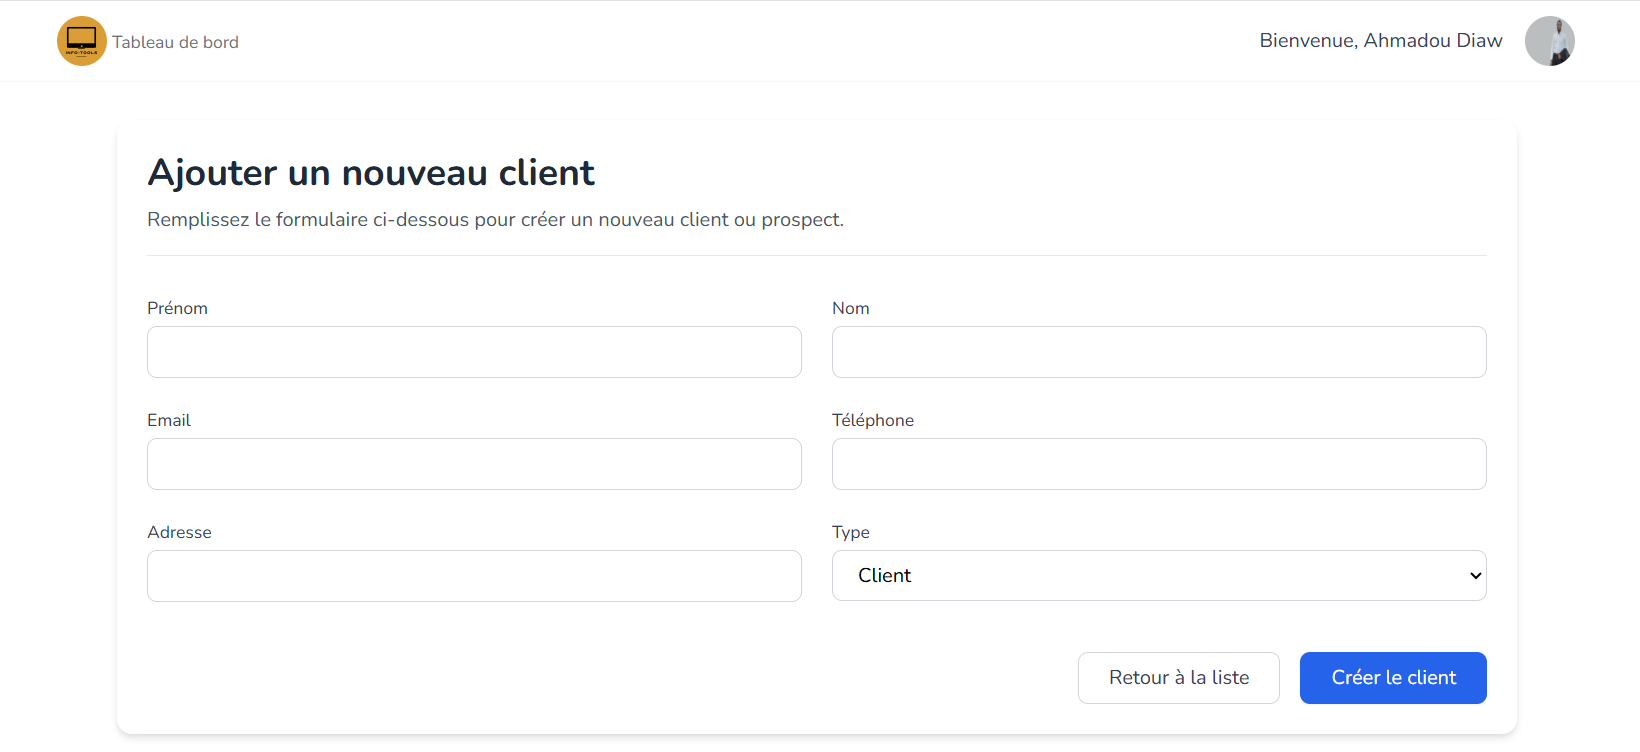 INFO-TOOLS
Tableau de bord
Bienvenue, Ahmadou Diaw
Ajouter un nouveau client
Remplissez le formulaire ci-dessous pour créer un nouveau client ou prospect.
Prénom
Nom
Email
Téléphone
Adresse
Type
Client
Retour à la liste
Créer le client